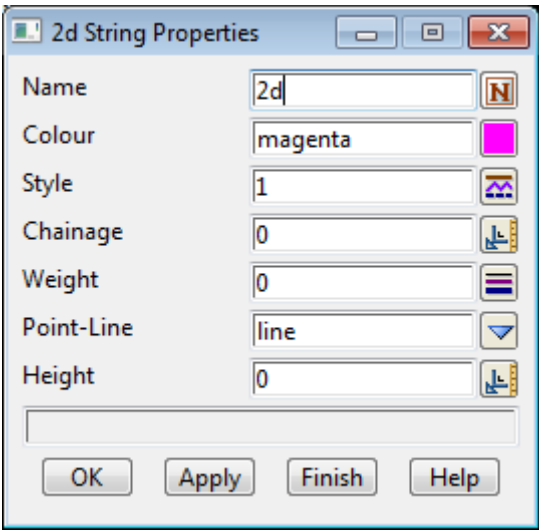 2d String Properties
Name 2d N
Colour magenta
Style 1
Chainage 0
Weight 0
Point-Line line
Height 0
OK Apply Finish Help